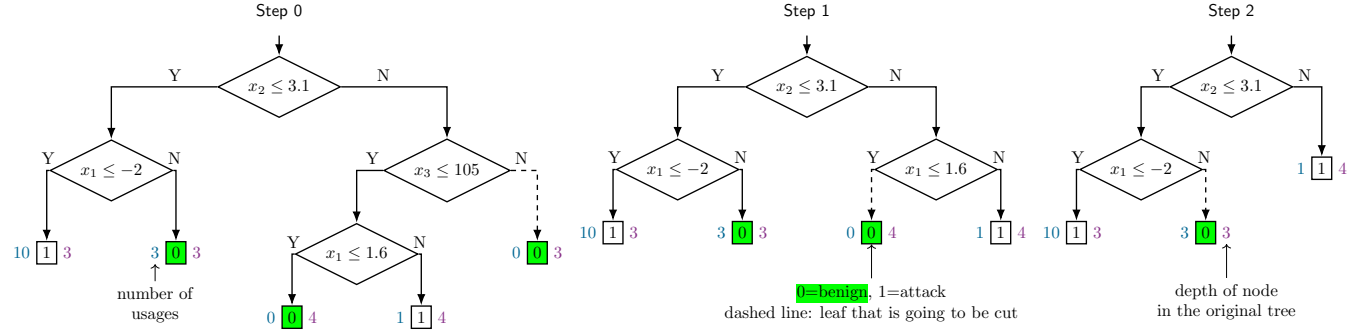 Step 0
Y
x₂ ≤ 3.1
N
Y
x₁ ≤ −2
N
Y
x₃ ≤ 105
N
10 1 3
3 0 3
Y
x₁ ≤ 1.6
N
0 0 3
number of
usages
0 0 4
1 1 4
Step 1
Y
x₂ ≤ 3.1
N
Y
x₁ ≤ −2
N
Y
x₁ ≤ 1.6
N
10 1 3
3 0 3
0 0 4
1 1 4
0=benign, 1=attack
dashed line: leaf that is going to be cut
Step 2
Y
x₂ ≤ 3.1
N
Y
x₁ ≤ −2
N
1 1 4
10 1 3
3 0 3
depth of node
in the original tree